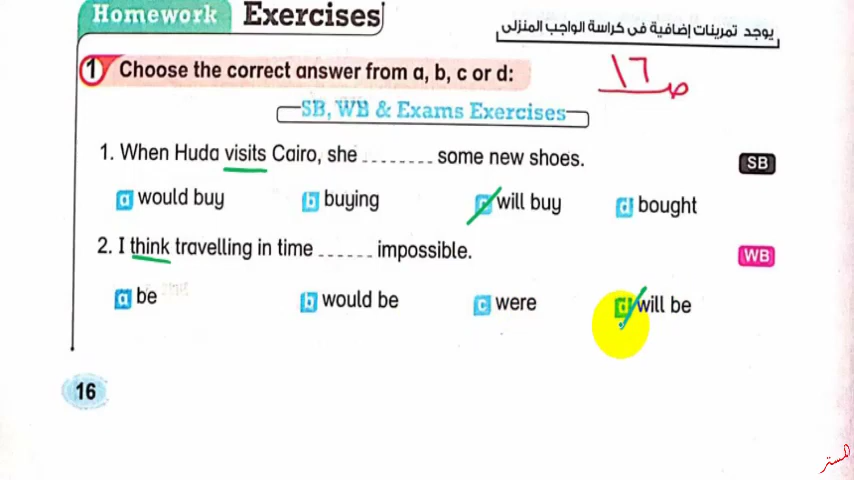 Homework Exercises
يوجد تمرينات إضافية فى كراسة الواجب المنزلى
1 Choose the correct answer from a, b, c or d:
ص ١٦
SB, WB & Exams Exercises
1. When Huda visits Cairo, she ........ some new shoes. SB
a would buy b buying c will buy d bought
2. I think travelling in time ...... impossible. WB
a be b would be c were d will be
16
المستر